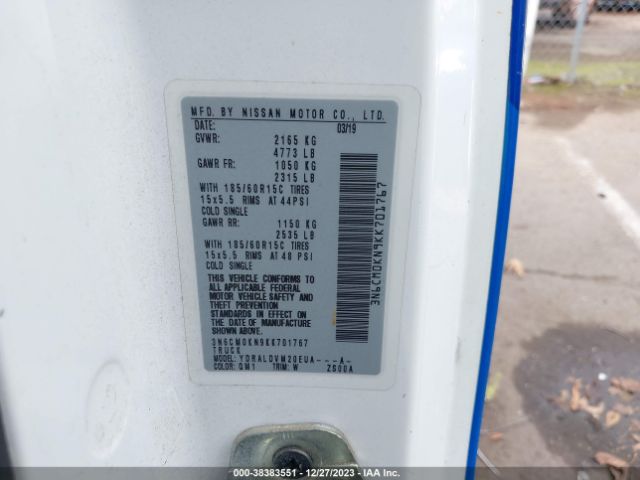 MFD. BY NISSAN MOTOR CO., LTD.
DATE: 03/19
GVWR: 2165 KG
4773 LB
GAWR FR: 1050 KG
2315 LB
WITH 185/60R15C TIRES
15x5.5 RIMS AT 44PSI
COLD SINGLE
GAWR RR: 1150 KG
2535 LB
WITH 185/60R15C TIRES
15x5.5 RIMS AT 48 PSI
COLD SINGLE
THIS VEHICLE CONFORMS TO
ALL APPLICABLE FEDERAL
MOTOR VEHICLE SAFETY AND
THEFT PREVENTION
STANDARDS IN EFFECT ON
THE DATE OF MANUFACTURE
SHOWN ABOVE.
3N6CM0KN9KK701767
TRUCK
MODEL: YDRALDVM20EUA---A-
COLOR: QM1 TRIM: W 2S00A
3N6CM0KN9KK701767
000-38383551 - 12/27/2023 - IAA Inc.